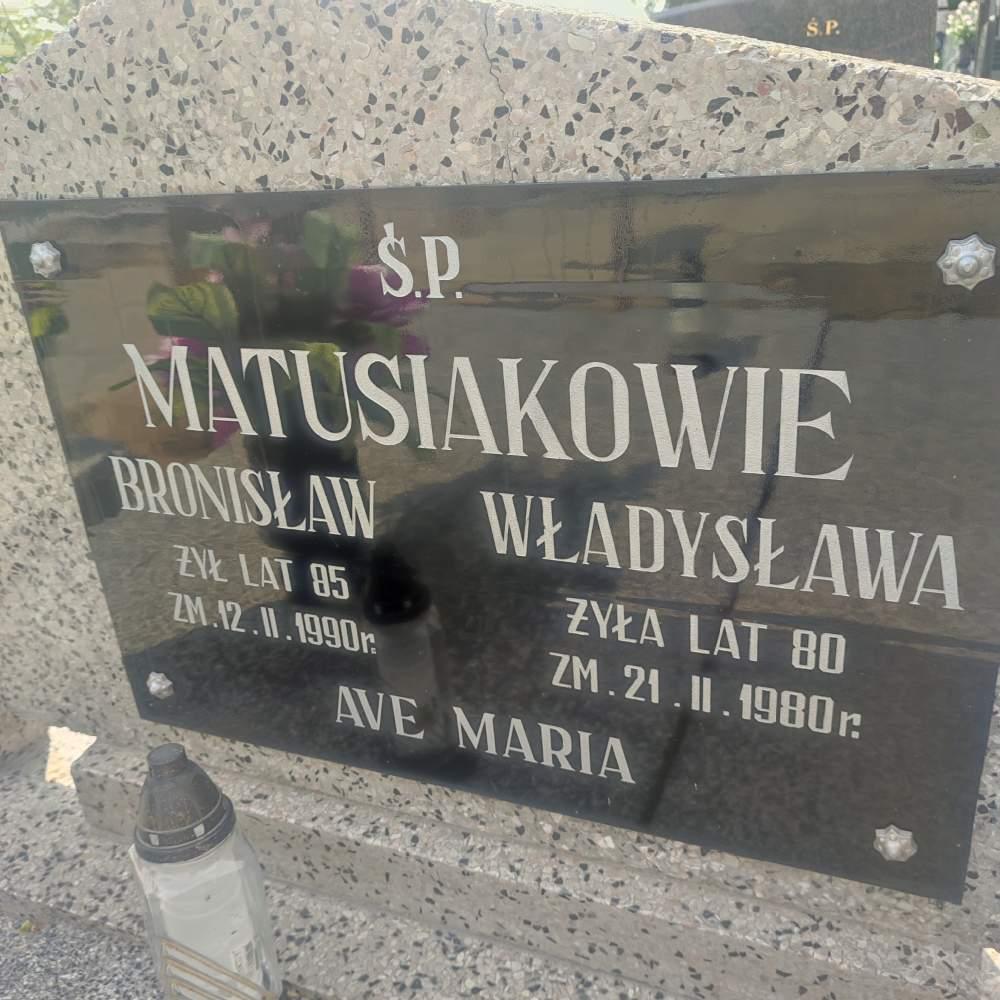 Ś.P.
Ś.P.
MATUSIAKOWIE
BRONISŁAW
ŻYŁ LAT 85
ZM. 12. II. 1990r.
WŁADYSŁAWA
ŻYŁA LAT 80
ZM. 21. II. 1980r.
AVE MARIA